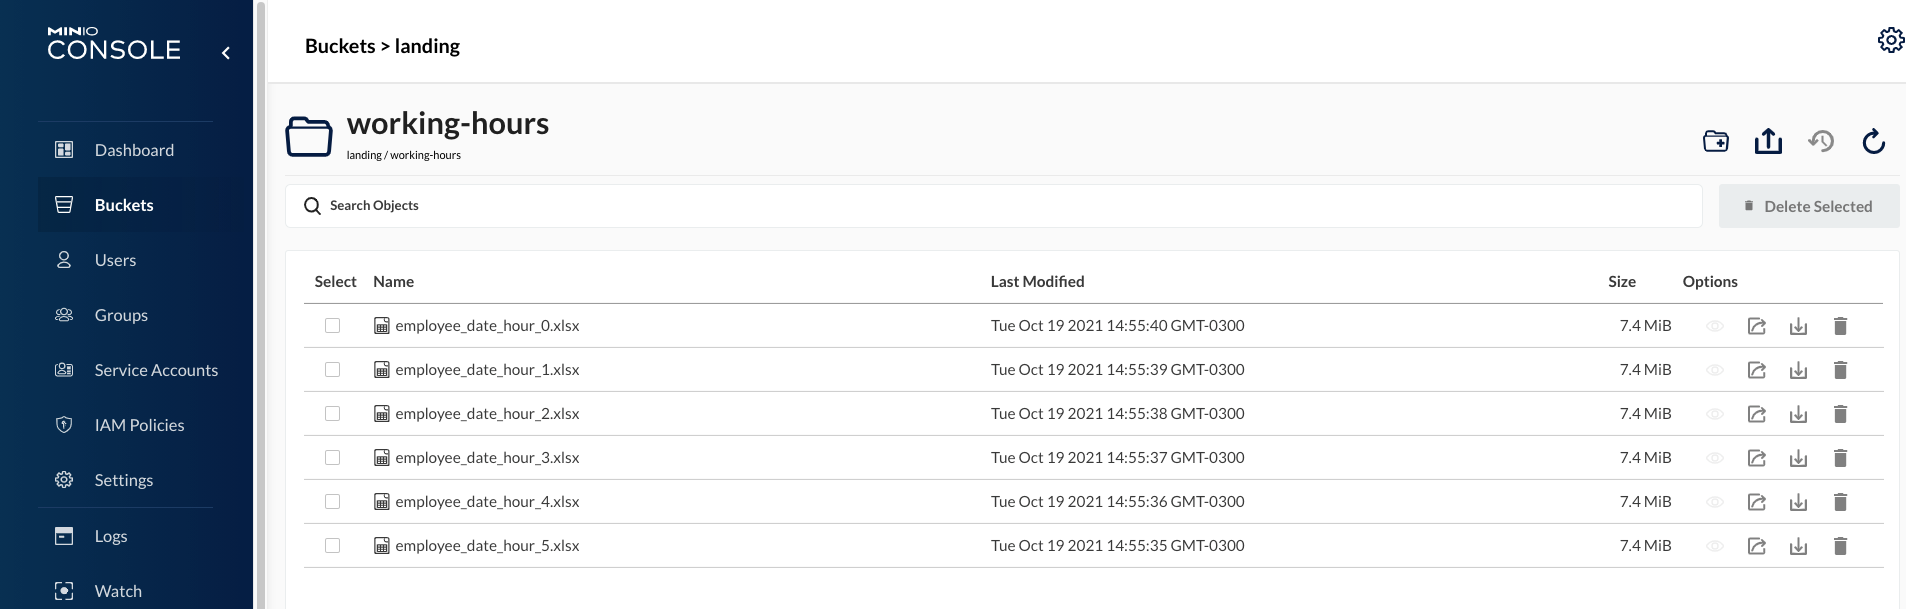 MINIO
CONSOLE
Dashboard
Buckets
Users
Groups
Service Accounts
IAM Policies
Settings
Logs
Watch
Buckets > landing
working-hours
landing / working-hours
Search Objects
Delete Selected
Select Name Last Modified Size Options
employee_date_hour_0.xlsx Tue Oct 19 2021 14:55:40 GMT-0300 7.4 MiB
employee_date_hour_1.xlsx Tue Oct 19 2021 14:55:39 GMT-0300 7.4 MiB
employee_date_hour_2.xlsx Tue Oct 19 2021 14:55:38 GMT-0300 7.4 MiB
employee_date_hour_3.xlsx Tue Oct 19 2021 14:55:37 GMT-0300 7.4 MiB
employee_date_hour_4.xlsx Tue Oct 19 2021 14:55:36 GMT-0300 7.4 MiB
employee_date_hour_5.xlsx Tue Oct 19 2021 14:55:35 GMT-0300 7.4 MiB